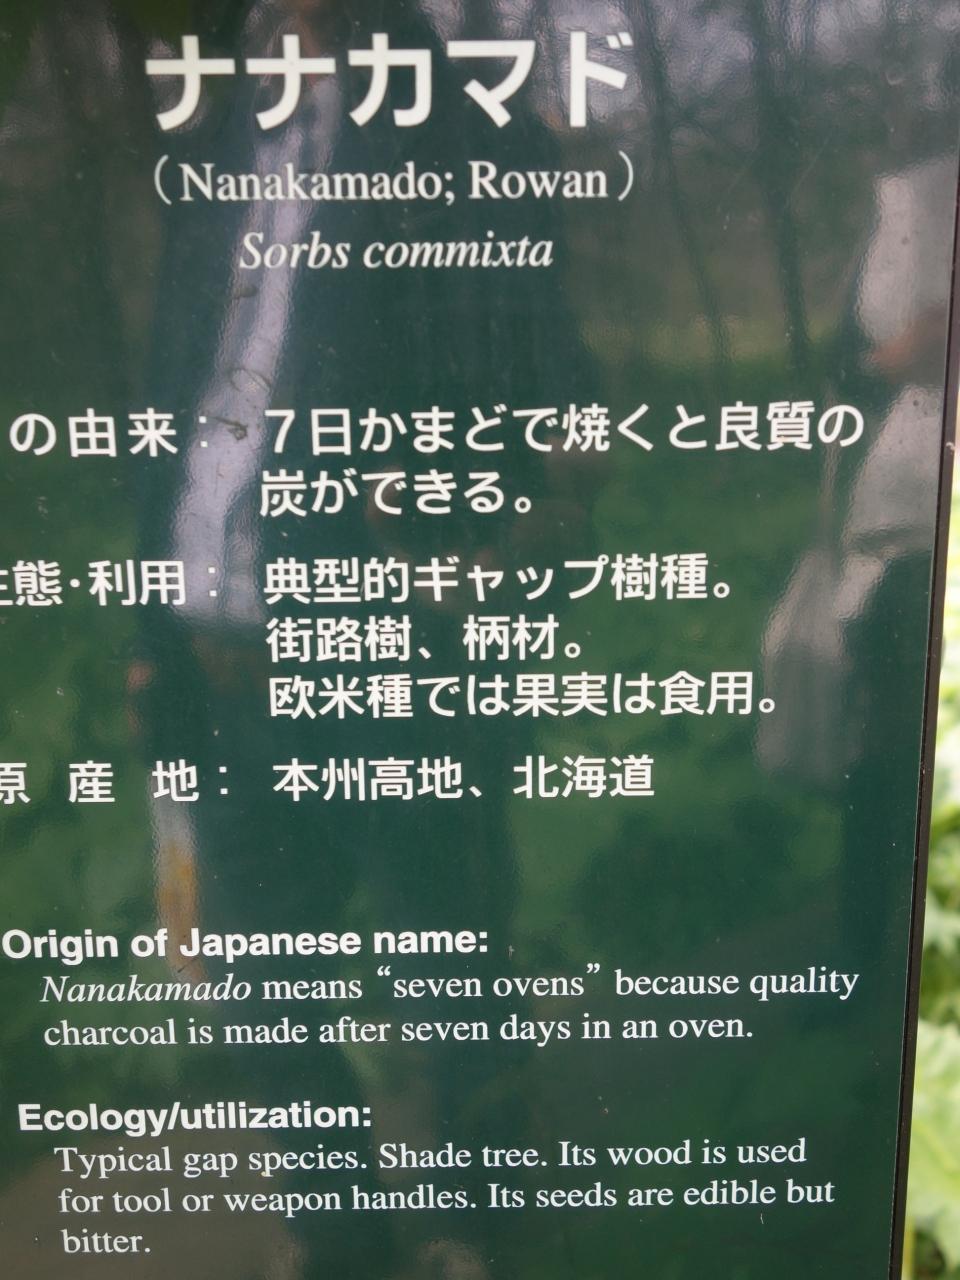 ナナカマド
（Nanakamado; Rowan）
Sorbs commixta
の由来： 7日かまどで焼くと良質の
炭ができる。
生態･利用： 典型的ギャップ樹種。
街路樹、柄材。
欧米種では果実は食用。
原 産 地： 本州高地、北海道
Origin of Japanese name:
Nanakamado means “seven ovens” because quality
charcoal is made after seven days in an oven.
Ecology/utilization:
Typical gap species. Shade tree. Its wood is used
for tool or weapon handles. Its seeds are edible but
bitter.